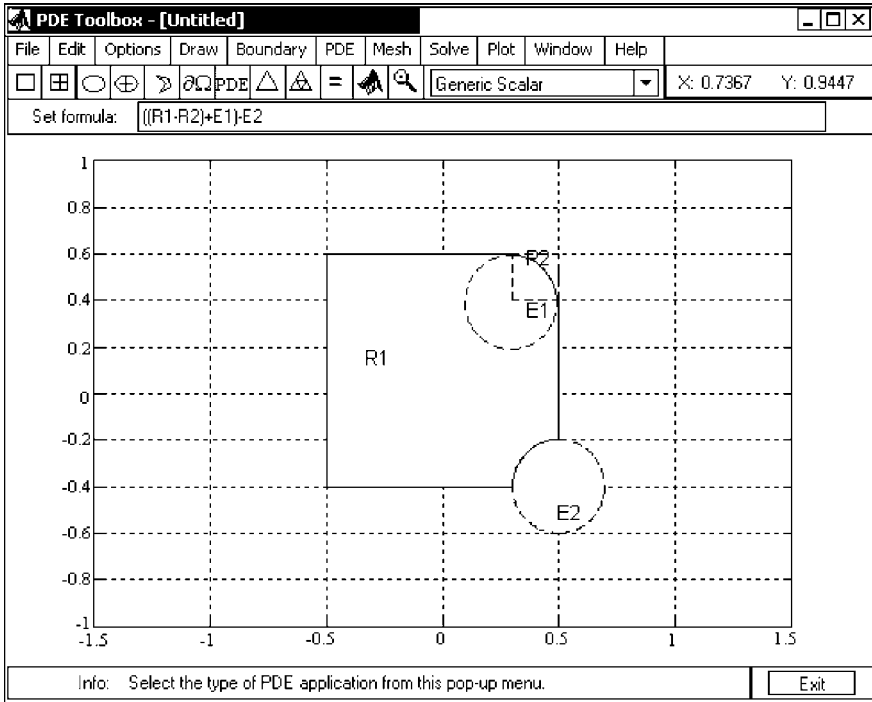 PDE Toolbox - [Untitled]
File Edit Options Draw Boundary PDE Mesh Solve Plot Window Help
∂Ω PDE = Generic Scalar X: 0.7367 Y: 0.9447
Set formula: ((R1-R2)+E1)-E2
1
0.8
0.6
0.4
0.2
0
-0.2
-0.4
-0.6
-0.8
-1
R2
E1
R1
E2
-1.5 -1 -0.5 0 0.5 1 1.5
Info: Select the type of PDE application from this pop-up menu. Exit